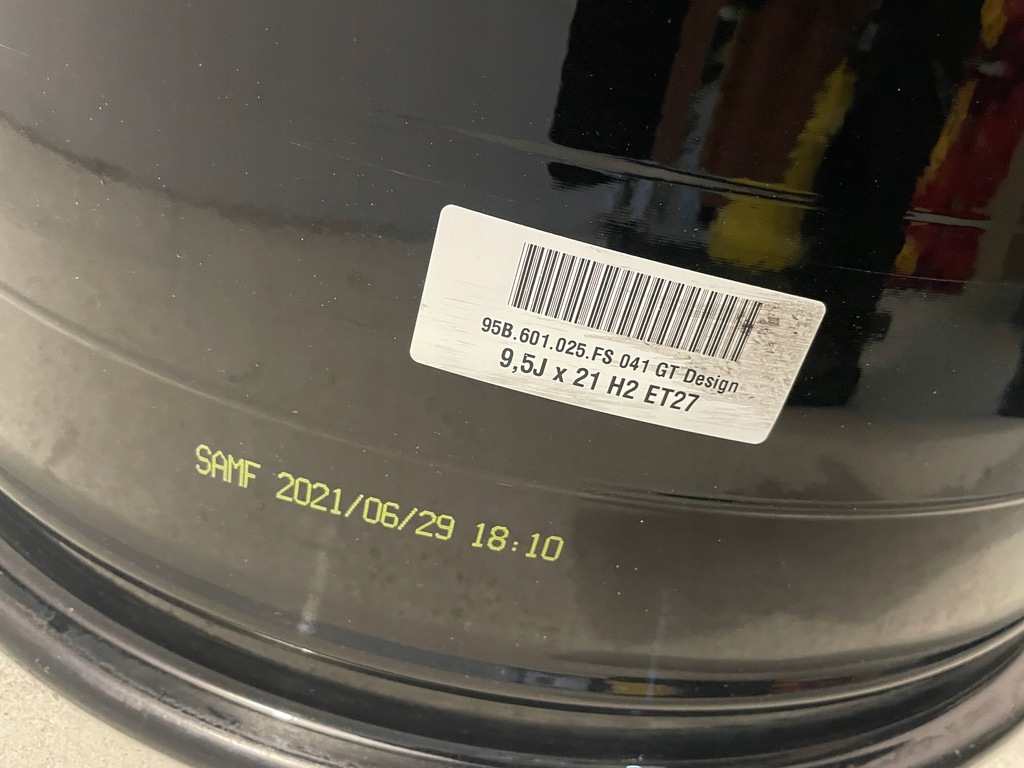 95B.601.025.FS 041 GT Design
9,5J x 21 H2 ET27
SAMF 2021/06/29 18:10